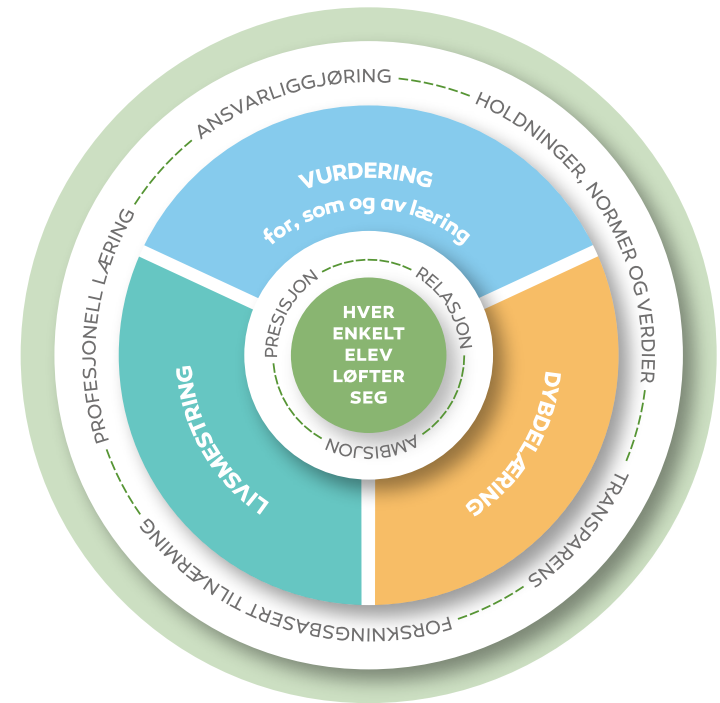 ANSVARLIGGJØRING
HOLDNINGER, NORMER OG VERDIER
TRANSPARENS
FORSKNINGSBASERT TILNÆRMING
PROFESJONELL LÆRING
VURDERING
for, som og av læring
DYBDELÆRING
LIVSMESTRING
PRESISJON
RELASJON
AMBISJON
HVER
ENKELT
ELEV
LØFTER
SEG